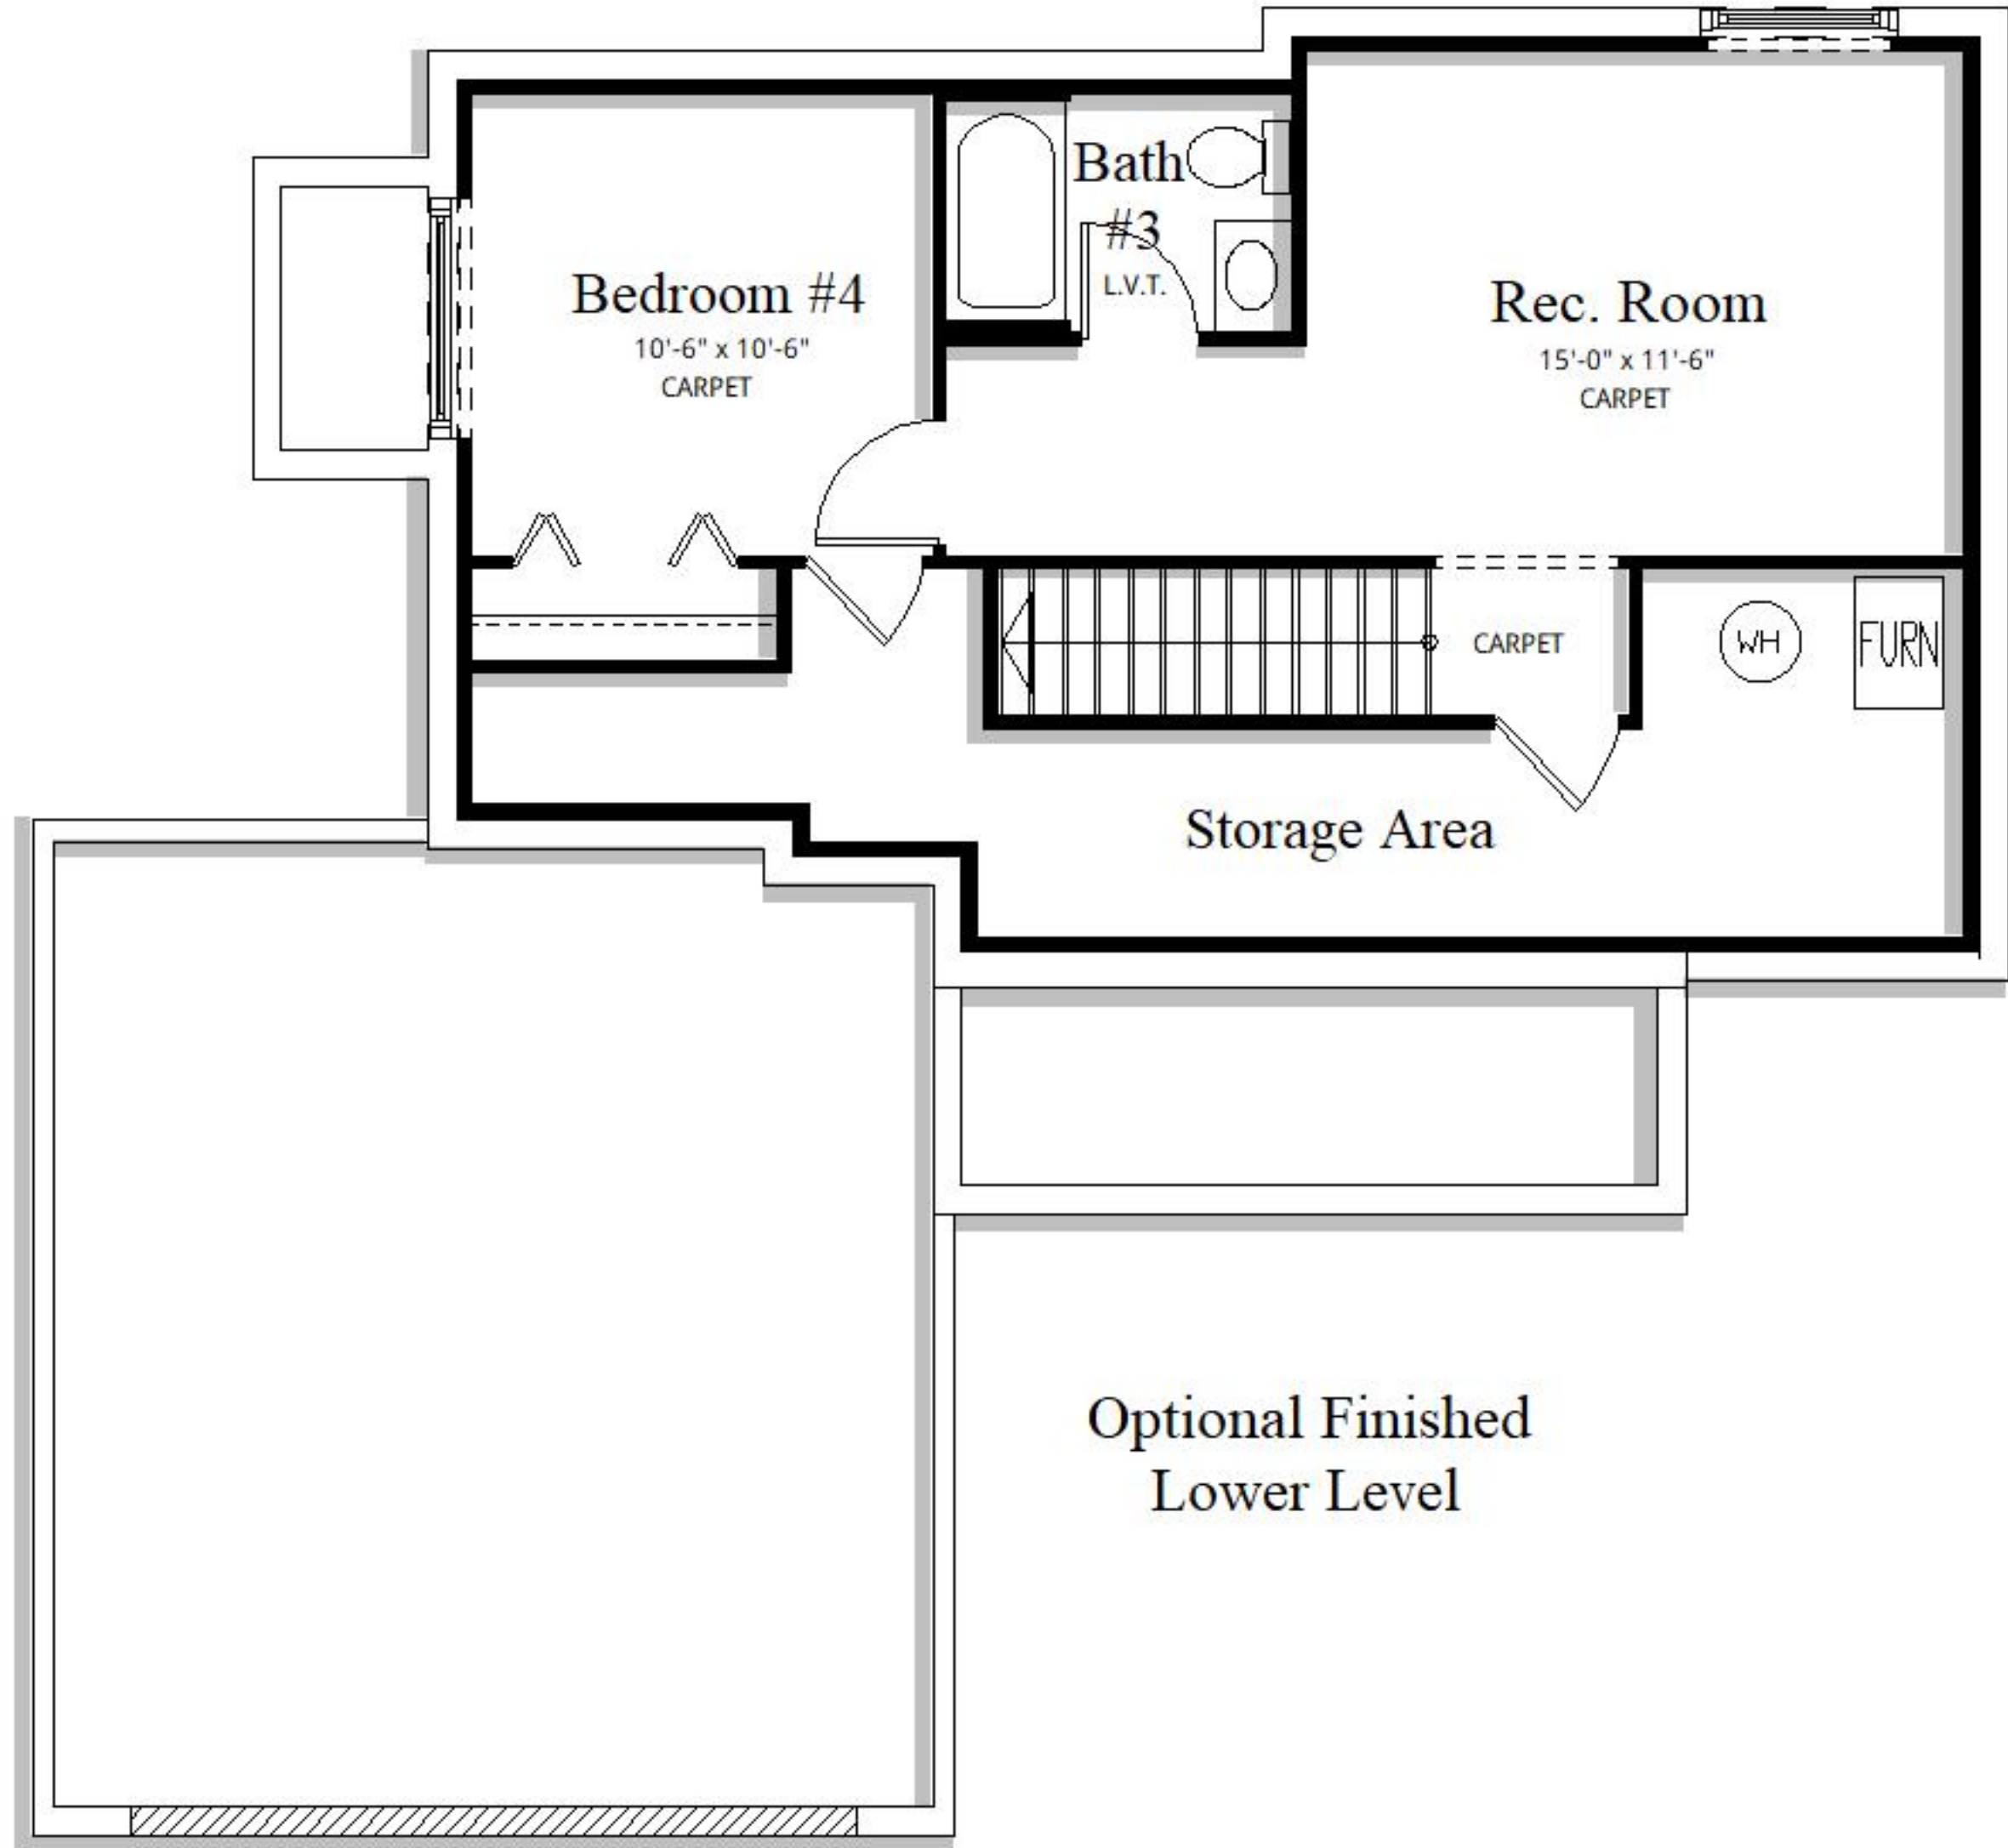 Bedroom #4
10'-6" x 10'-6"
CARPET
Bath
#3
L.V.T.
Rec. Room
15'-0" x 11'-6"
CARPET
CARPET
WH
FURN
Storage Area
Optional Finished
Lower Level